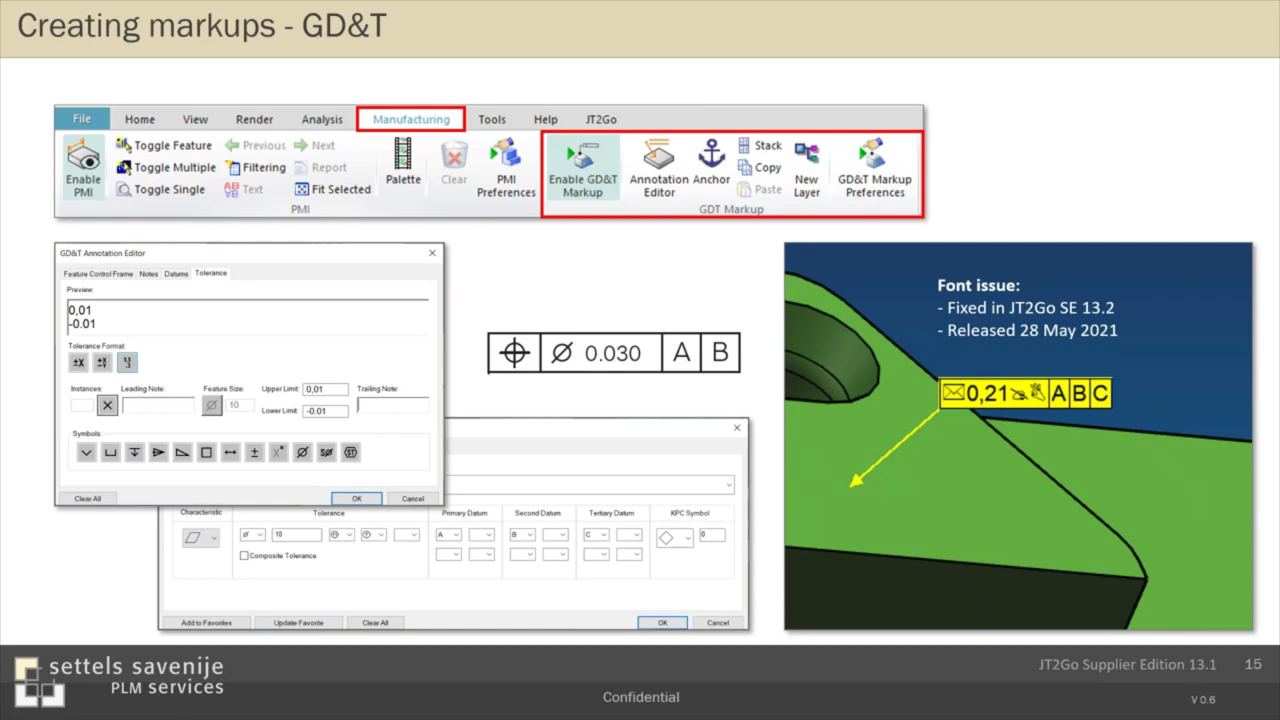 Creating markups - GD&T
File Home View Render Analysis Manufacturing Tools Help JT2Go
Enable PMI
Toggle Feature
Toggle Multiple
Toggle Single
Previous Next
Filtering Report
Text Fit Selected
Palette
Clear
PMI Preferences
PMI
Enable GD&T Markup
Annotation Editor
Anchor
Stack
Copy
Paste
New Layer
GD&T Markup Preferences
GDT Markup
GD&T Annotation Editor
Feature Control Frame Notes Datums Tolerance
Preview:
0,01
-0.01
Tolerance Format
±X ±Y
Instances: Leading Note: Feature Size: Upper Limit: 0,01 Trailing Note:
X Ø 10 Lower Limit: -0.01
Symbols:
Clear All OK Cancel
Ø 0.030 A B
Characteristic Tolerance Primary Datum Second Datum Tertiary Datum KPC Symbol
Ø 10 M T A B C 0
Composite Tolerance
Add to Favorites Update Favorite Clear All OK Cancel
Font issue:
- Fixed in JT2Go SE 13.2
- Released 28 May 2021
0,21 A B C
settels savenije
PLM services
Confidential
JT2Go Supplier Edition 13.1 15
V 0.6